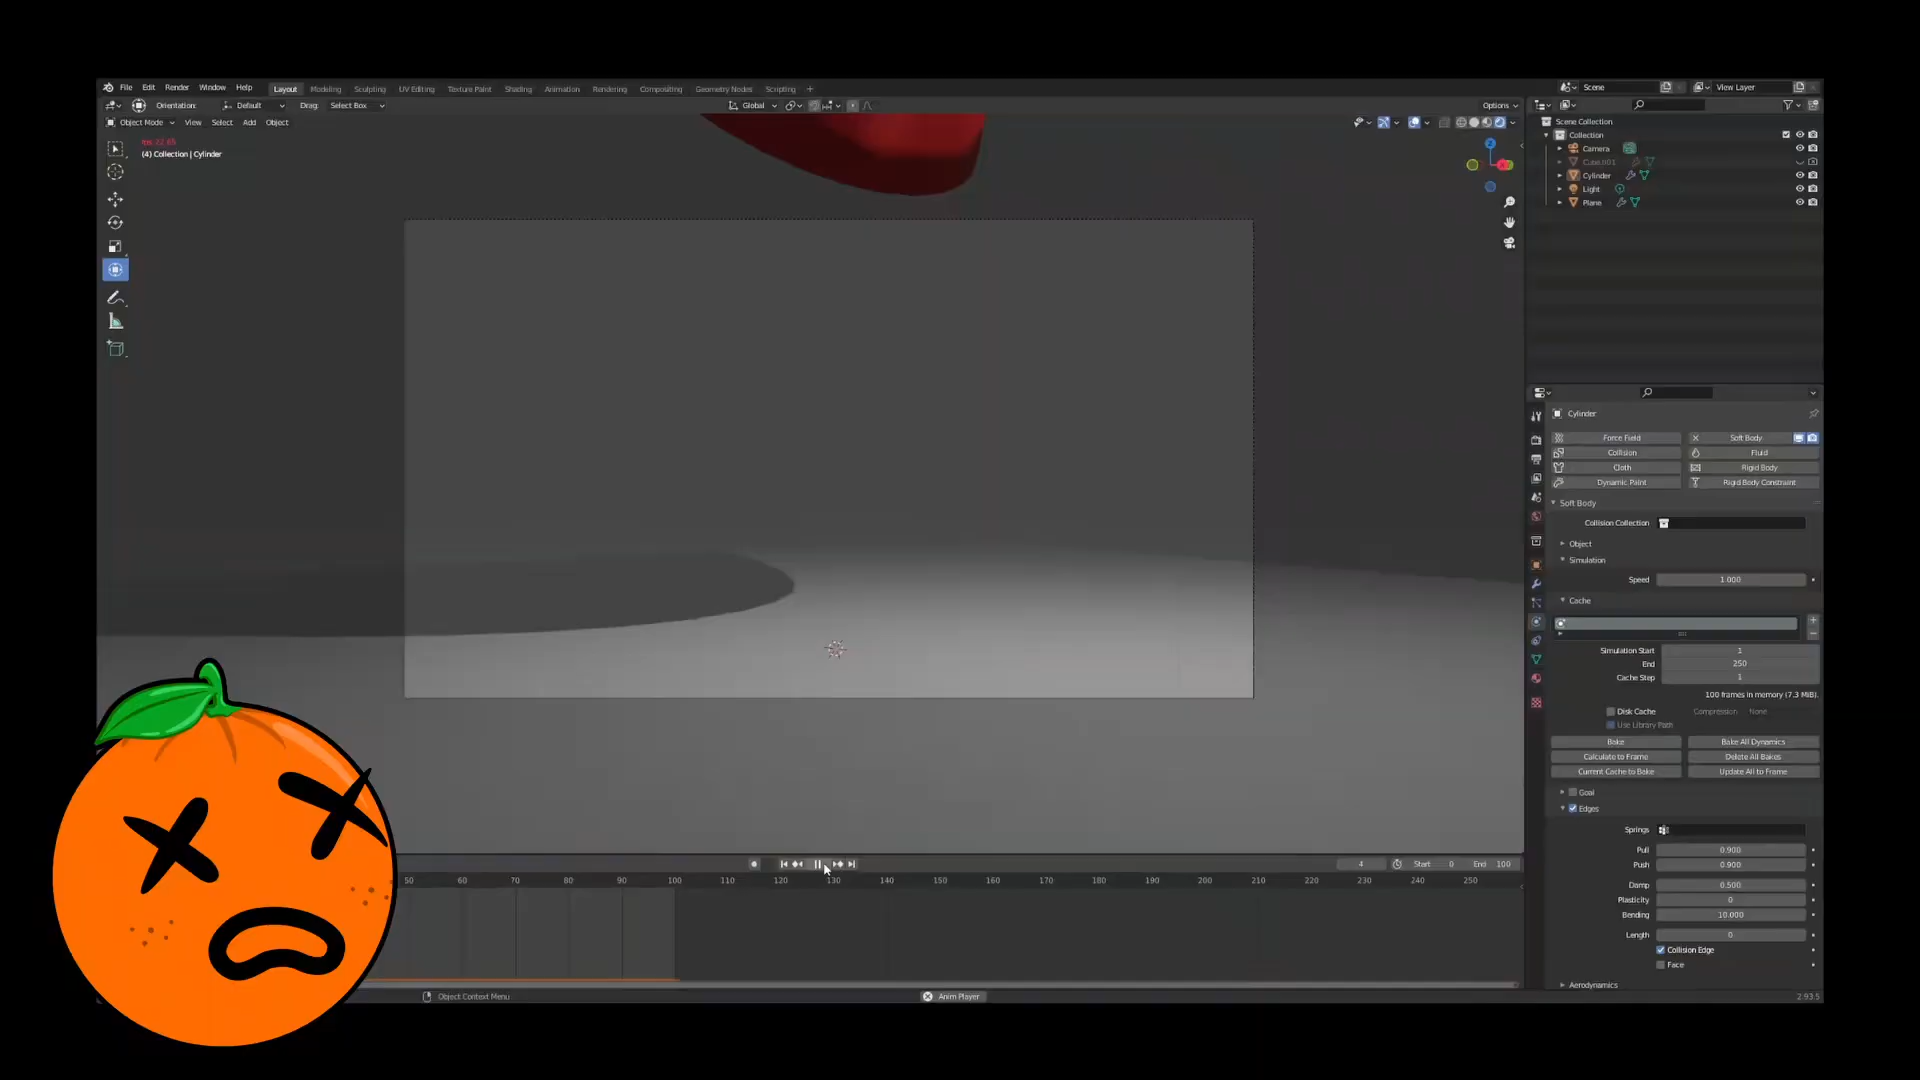 File Edit Render Window Help Layout Modeling Sculpting UV Editing Texture Paint Shading Animation Rendering Compositing Geometry Nodes Scripting + Scene View Layer
Orientation: Default Drag: Select Box Global Options
Object Mode View Select Add Object
fps 22.65
(4) Collection | Cylinder
Z
Scene Collection
Collection
Camera
Cube.001
Cylinder
Light
Plane
Cylinder
Force Field Soft Body
Collision Fluid
Cloth Rigid Body
Dynamic Paint Rigid Body Constraint
Soft Body
Collision Collection
Object
Simulation
Speed 1.000
Cache
Simulation Start 1
End 250
Cache Step 1
100 frames in memory (7.3 MiB).
Disk Cache Compression None
Use Library Path
Bake Bake All Dynamics
Calculate to Frame Delete All Bakes
Current Cache to Bake Update All to Frame
Goal
Edges
Springs
Pull 0.900
Push 0.900
Damp 0.500
Plasticity 0
Bending 10.000
Length 0
Collision Edge
Face
Aerodynamics
4 Start 0 End 100
50 60 70 80 90 100 110 120 130 140 150 160 170 180 190 200 210 220 230 240 250
Object Context Menu Anim Player 2.93.5